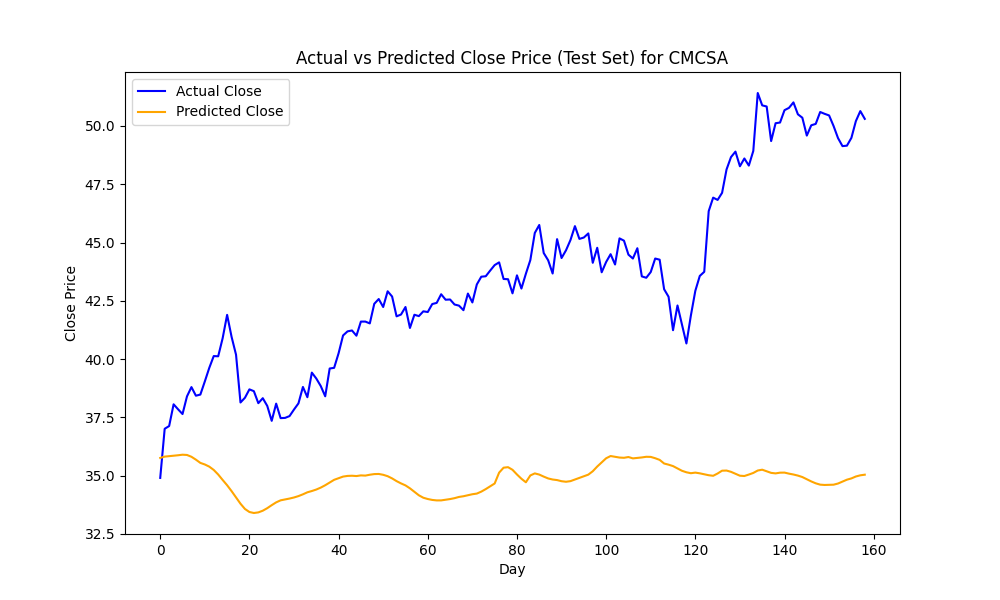 Actual vs Predicted Close Price (Test Set) for CMCSA
Actual Close
Predicted Close
50.0
47.5
45.0
42.5
40.0
37.5
35.0
32.5
Close Price
0 20 40 60 80 100 120 140 160
Day